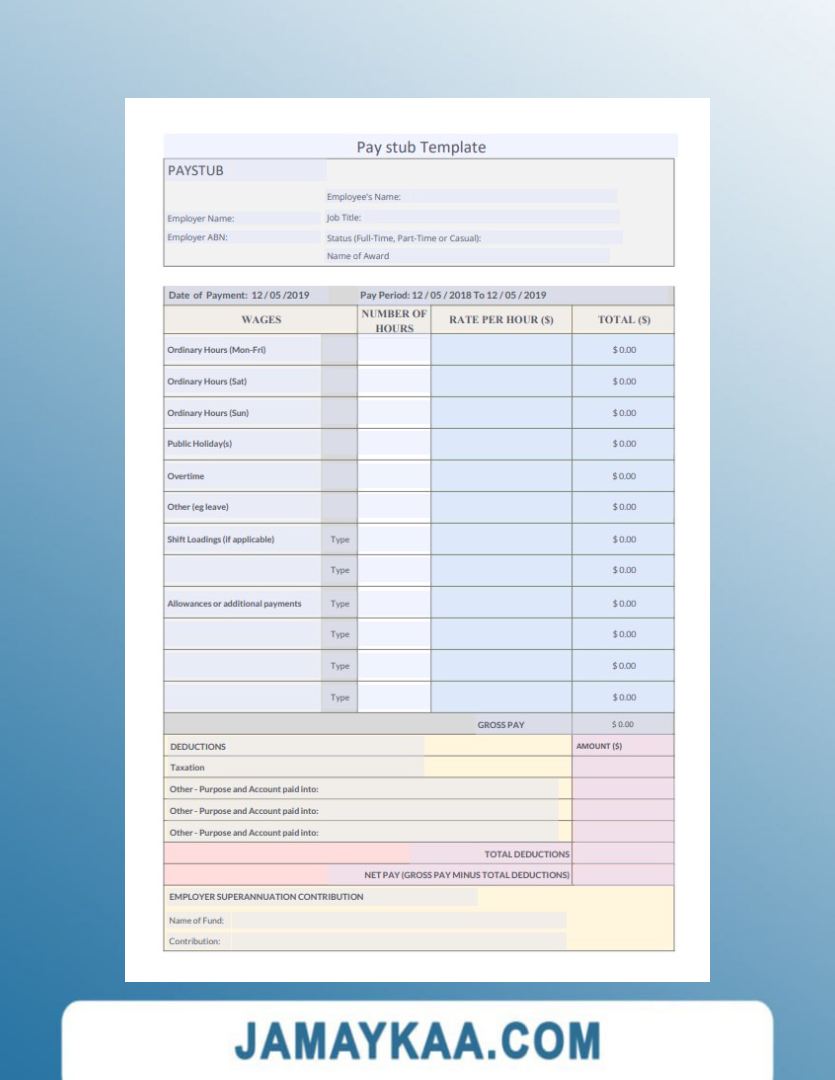 Pay stub Template
PAYSTUB
Employee's Name:
Employer Name: Job Title:
Employer ABN: Status (Full-Time, Part-Time or Casual):
Name of Award
Date of Payment: 12 / 05 /2019 Pay Period: 12 / 05 / 2018 To 12 / 05 / 2019
WAGES NUMBER OF HOURS RATE PER HOUR ($) TOTAL ($)
Ordinary Hours (Mon-Fri) $ 0.00
Ordinary Hours (Sat) $ 0.00
Ordinary Hours (Sun) $ 0.00
Public Holiday(s) $ 0.00
Overtime $ 0.00
Other (eg leave) $ 0.00
Shift Loadings (if applicable) Type $ 0.00
Type $ 0.00
Allowances or additional payments Type $ 0.00
Type $ 0.00
Type $ 0.00
Type $ 0.00
GROSS PAY $ 0.00
DEDUCTIONS AMOUNT ($)
Taxation
Other - Purpose and Account paid into:
Other - Purpose and Account paid into:
Other - Purpose and Account paid into:
TOTAL DEDUCTIONS
NET PAY (GROSS PAY MINUS TOTAL DEDUCTIONS)
EMPLOYER SUPERANNUATION CONTRIBUTION
Name of Fund:
Contribution:
JAMAYKAA.COM